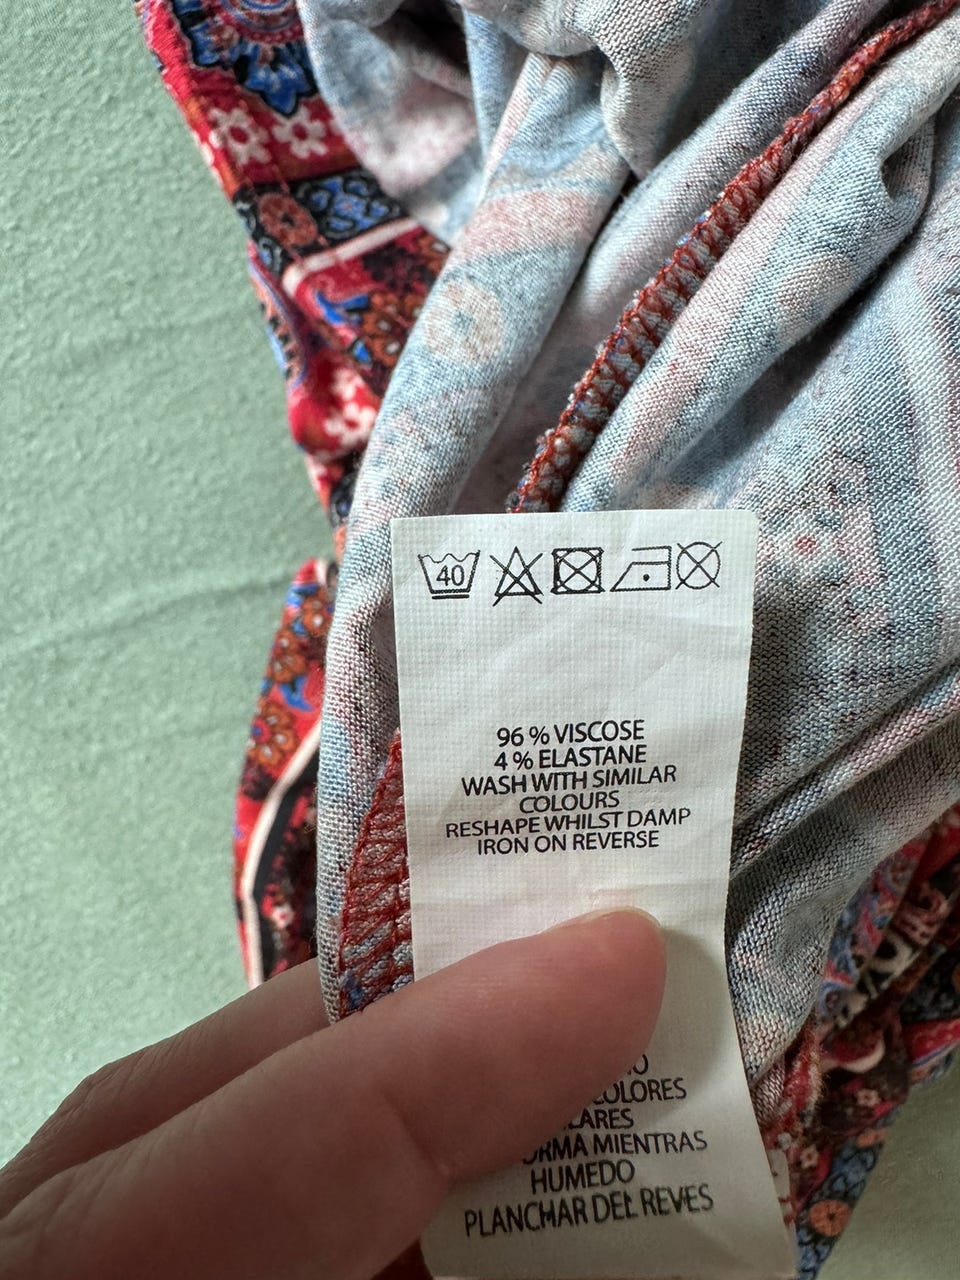 40
96 % VISCOSE
4 % ELASTANE
WASH WITH SIMILAR
COLOURS
RESHAPE WHILST DAMP
IRON ON REVERSE
COLORES
MIENTRAS
HUMEDO
PLANCHAR DEL REVES